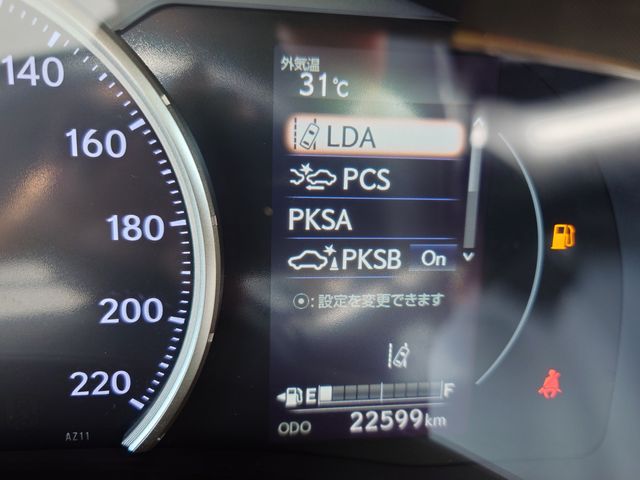 140
160
180
200
220
AZ11
外気温
31℃
LDA
PCS
PKSA
PKSB On
⦿: 設定を変更できます
E F
ODO 22599km